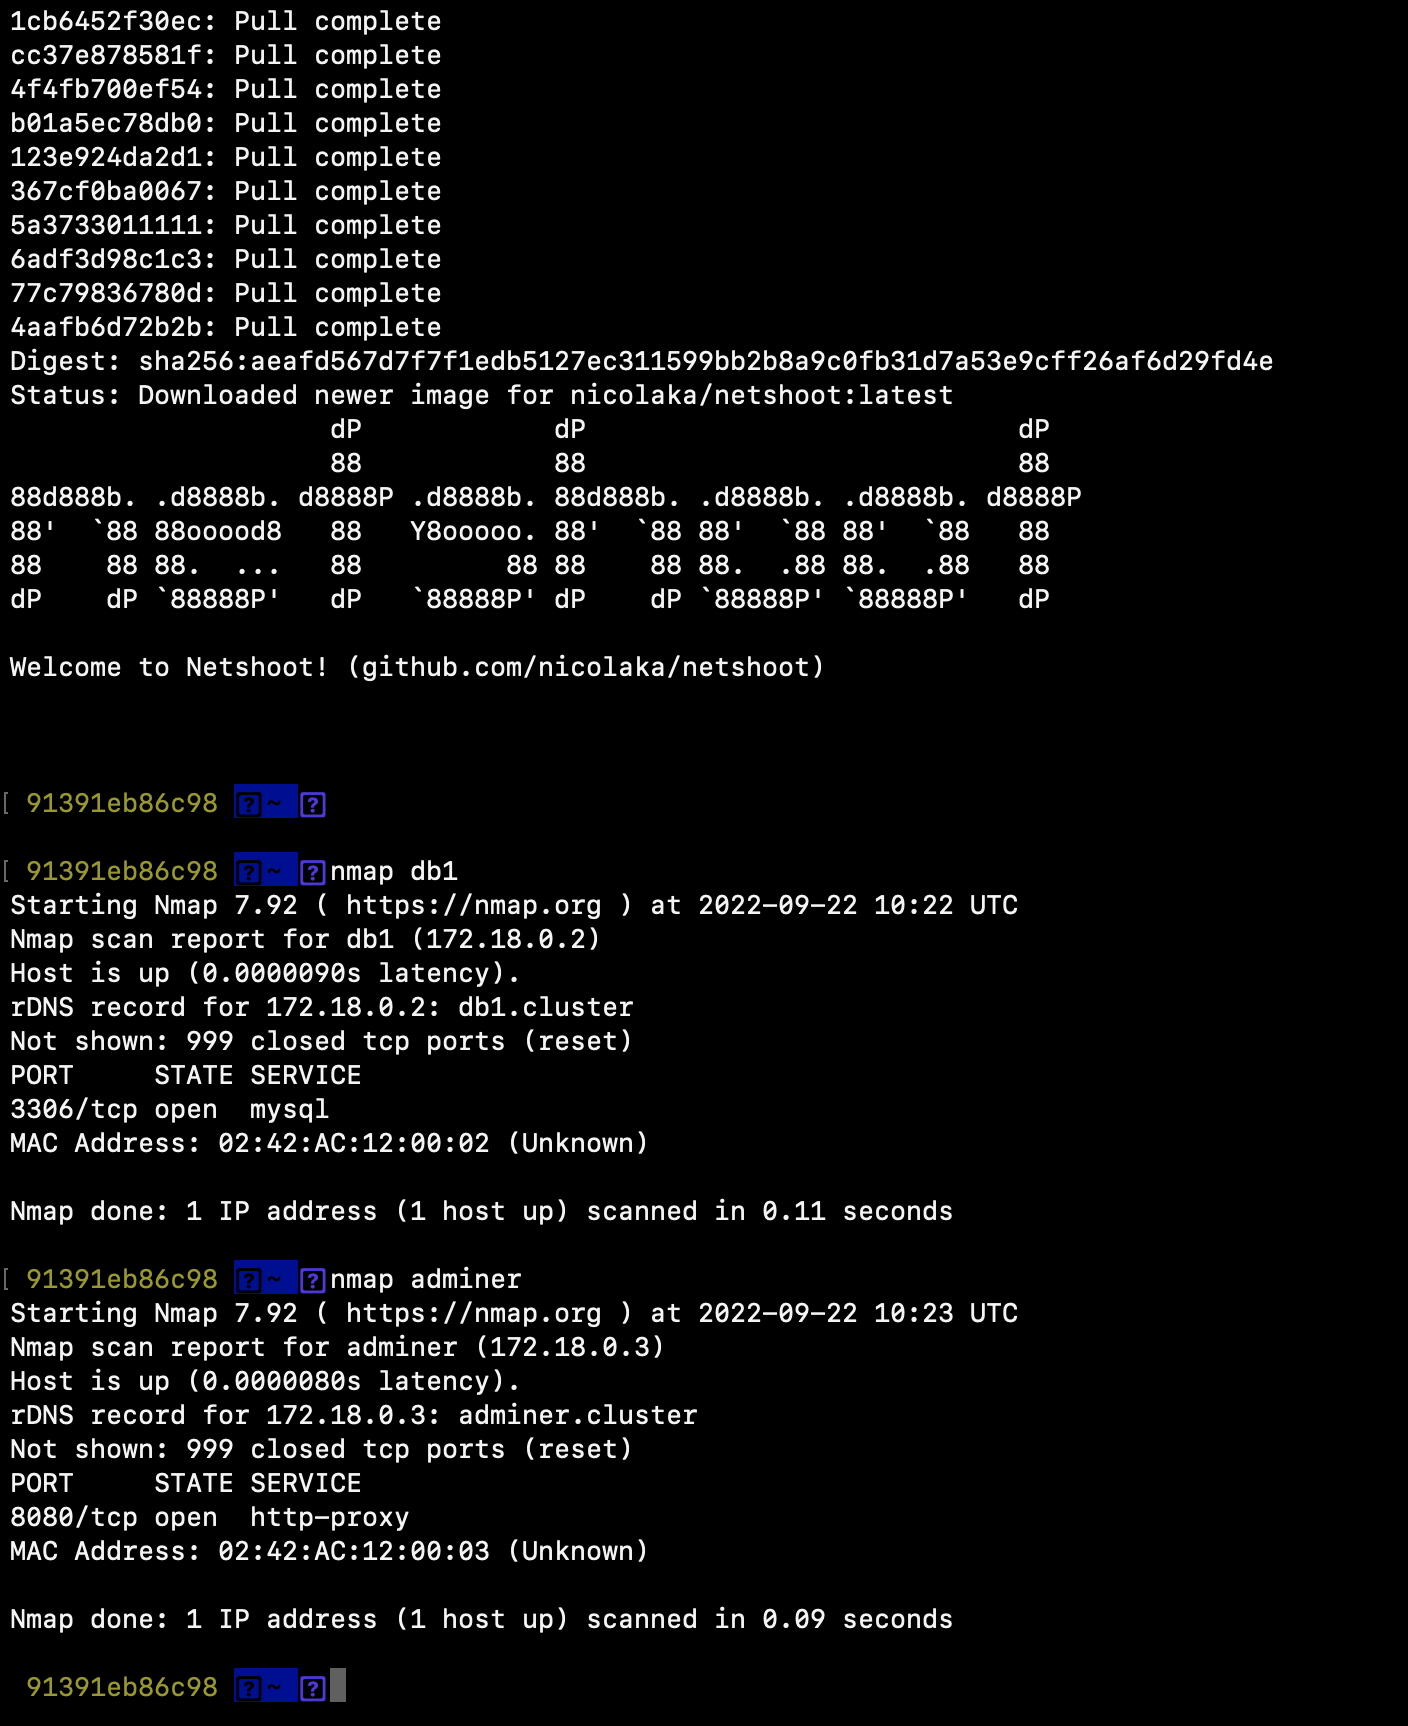 1cb6452f30ec: Pull complete
cc37e878581f: Pull complete
4f4fb700ef54: Pull complete
b01a5ec78db0: Pull complete
123e924da2d1: Pull complete
367cf0ba0067: Pull complete
5a3733011111: Pull complete
6adf3d98c1c3: Pull complete
77c79836780d: Pull complete
4aafb6d72b2b: Pull complete
Digest: sha256:aeafd567d7f7f1edb5127ec311599bb2b8a9c0fb31d7a53e9cff26af6d29fd4e
Status: Downloaded newer image for nicolaka/netshoot:latest
                    dP            dP                           dP
                    88            88                           88
88d888b. .d8888b. d8888P .d8888b. 88d888b. .d8888b. .d8888b. d8888P
88'  `88 88ooood8   88   Y8ooooo. 88'  `88 88'  `88 88'  `88   88
88    88 88.  ...   88         88 88    88 88.  .88 88.  .88   88
dP    dP `88888P'   dP   `88888P' dP    dP `88888P' `88888P'   dP
Welcome to Netshoot! (github.com/nicolaka/netshoot)
[ 91391eb86c98 ? ~ ?
[ 91391eb86c98 ? ~ ? nmap db1
Starting Nmap 7.92 ( https://nmap.org ) at 2022-09-22 10:22 UTC
Nmap scan report for db1 (172.18.0.2)
Host is up (0.0000090s latency).
rDNS record for 172.18.0.2: db1.cluster
Not shown: 999 closed tcp ports (reset)
PORT     STATE SERVICE
3306/tcp open  mysql
MAC Address: 02:42:AC:12:00:02 (Unknown)
Nmap done: 1 IP address (1 host up) scanned in 0.11 seconds
[ 91391eb86c98 ? ~ ? nmap adminer
Starting Nmap 7.92 ( https://nmap.org ) at 2022-09-22 10:23 UTC
Nmap scan report for adminer (172.18.0.3)
Host is up (0.0000080s latency).
rDNS record for 172.18.0.3: adminer.cluster
Not shown: 999 closed tcp ports (reset)
PORT     STATE SERVICE
8080/tcp open  http-proxy
MAC Address: 02:42:AC:12:00:03 (Unknown)
Nmap done: 1 IP address (1 host up) scanned in 0.09 seconds
91391eb86c98 ? ~ ?